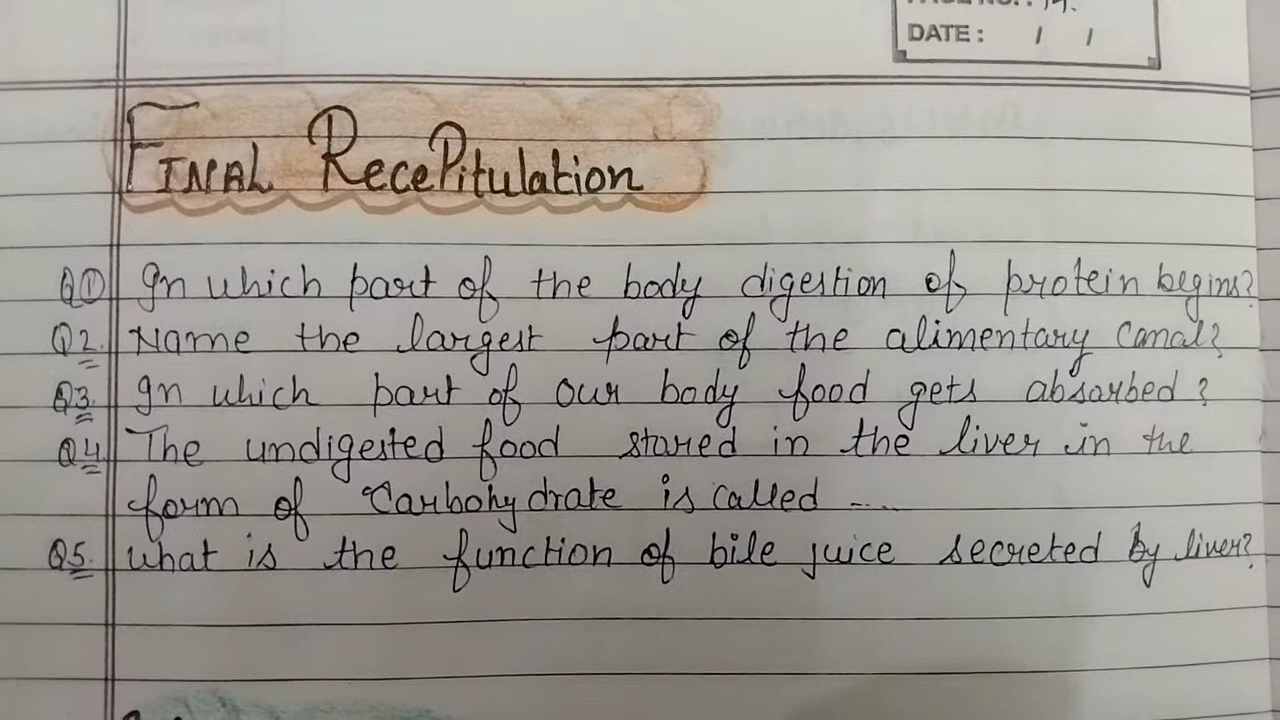 DATE: / /
FINAL RecePitulation
Q① In which part of the body digestion of protein begins?
Q2. Name the largest part of the alimentary canal?
Q3. In which part of our body food gets absorbed?
Q4. The undigested food stored in the liver in the
form of Carbohydrate is called ....
Q5. What is the function of bile juice secreted by liver?